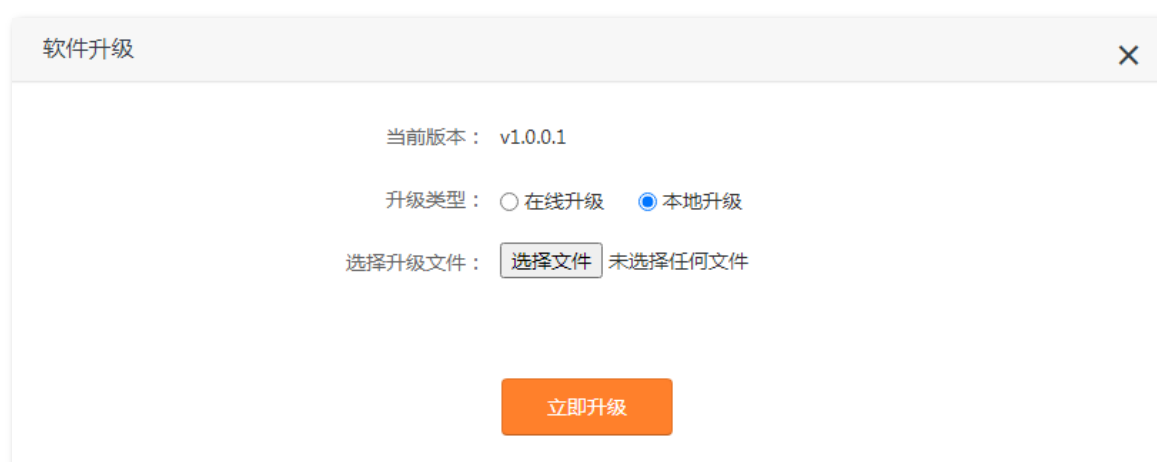 软件升级
当前版本： v1.0.0.1
升级类型： 在线升级 本地升级
选择升级文件： 选择文件 未选择任何文件
立即升级